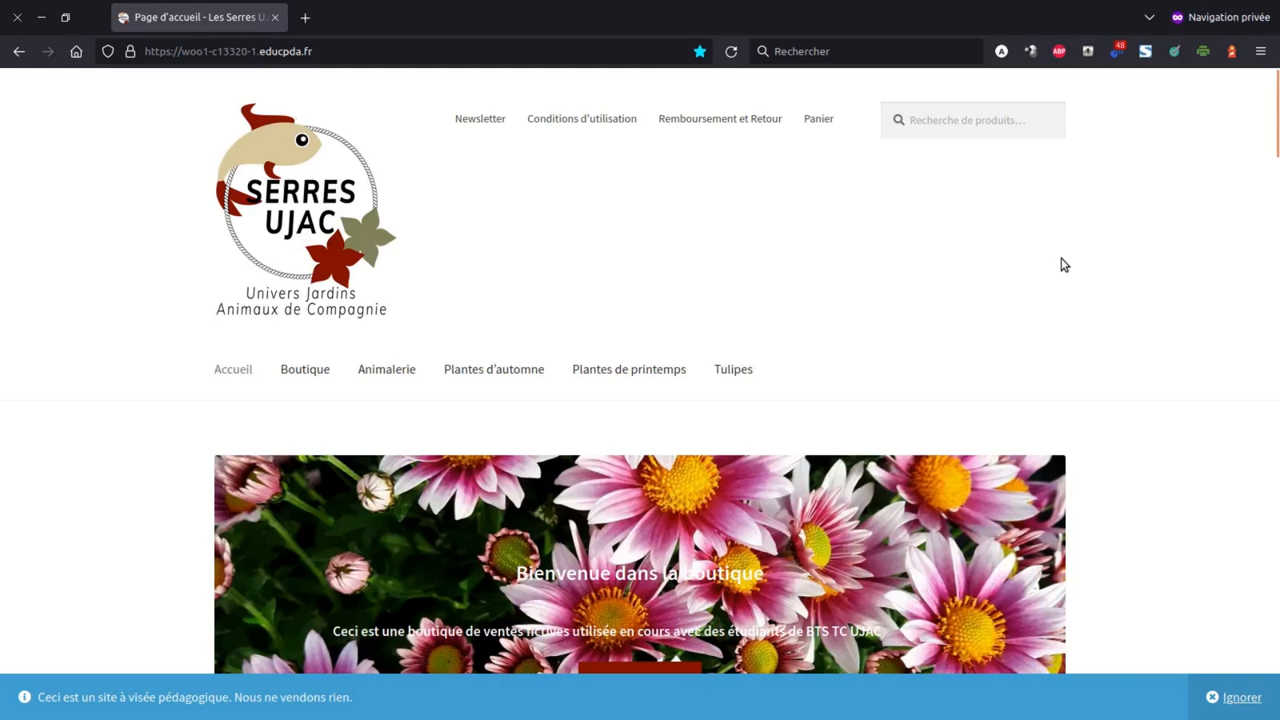 Page d'accueil - Les Serres U
Navigation privée
https://woo1-c13320-1.educpda.fr
Rechercher
ABP
48
Newsletter
Conditions d'utilisation
Remboursement et Retour
Panier
Recherche de produits…
SERRES
UJAC
Univers Jardins
Animaux de Compagnie
Accueil
Boutique
Animalerie
Plantes d'automne
Plantes de printemps
Tulipes
Bienvenue dans la boutique
Ceci est une boutique de ventes fictives utilisée en cours avec des étudiants de BTS TC UJAC
Ceci est un site à visée pédagogique. Nous ne vendons rien.
Ignorer